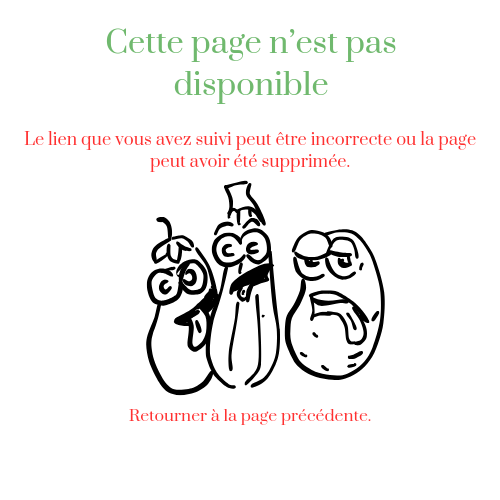 Cette page n’est pas
disponible
Le lien que vous avez suivi peut être incorrecte ou la page
peut avoir été supprimée.
Retourner à la page précédente.